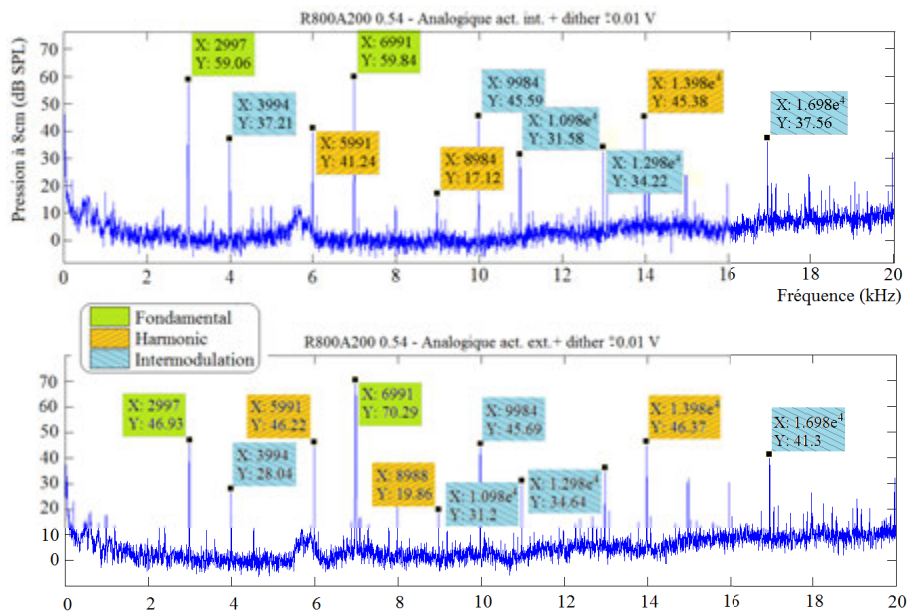 R800A200 0.54 - Analogique act. int. + dither ±0.01 V
Pression à 8cm (dB SPL)
70
60
50
40
30
20
10
0
X: 2997
Y: 59.06
X: 3994
Y: 37.21
X: 5991
Y: 41.24
X: 6991
Y: 59.84
X: 8984
Y: 17.12
X: 9984
Y: 45.59
X: 1.098e⁴
Y: 31.58
X: 1.298e⁴
Y: 34.22
X: 1.398e⁴
Y: 45.38
X: 1.698e⁴
Y: 37.56
0 2 4 6 8 10 12 14 16 18 20
Fréquence (kHz)
Fondamental
Harmonic
Intermodulation
R800A200 0.54 - Analogique act. ext.+ dither ±0.01 V
70
60
50
40
30
20
10
0
X: 2997
Y: 46.93
X: 3994
Y: 28.04
X: 5991
Y: 46.22
X: 6991
Y: 70.29
X: 8988
Y: 19.86
X: 9984
Y: 45.69
X: 1.098e⁴
Y: 31.2
X: 1.298e⁴
Y: 34.64
X: 1.398e⁴
Y: 46.37
X: 1.698e⁴
Y: 41.3
0 2 4 6 8 10 12 14 16 18 20